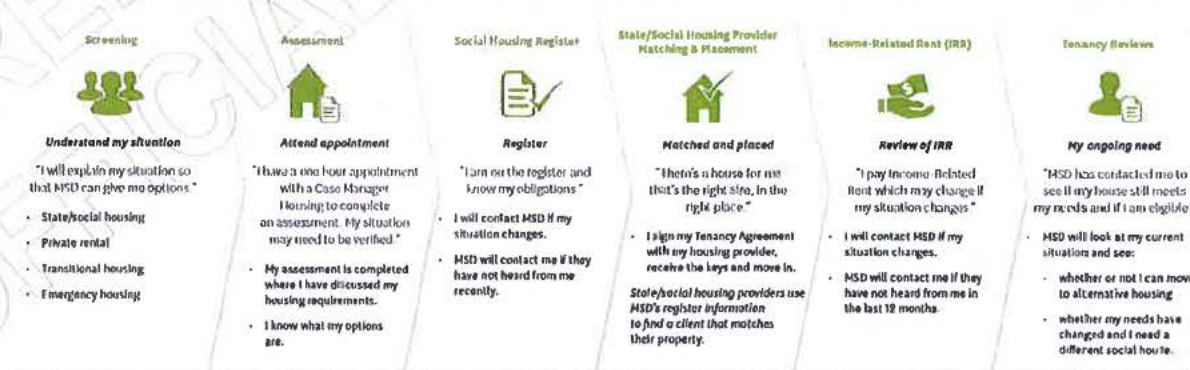 Screening
Understand my situation
"I will explain my situation so
that MSD can give me options."
• State/social housing
• Private rental
• Transitional housing
• Emergency housing
Assessment
Attend appointment
"I have a one hour appointment
with a Case Manager
Housing to complete
an assessment. My situation
may need to be verified."
• My assessment is completed
where I have discussed my
housing requirements.
• I know what my options
are.
Social Housing Register
Register
"I am on the register and
know my obligations"
• I will contact MSD if my
situation changes.
• MSD will contact me if they
have not heard from me
recently.
State/Social Housing Provider
Matching & Placement
Matched and placed
"There's a house for me
that's the right size, in the
right place."
• I sign my Tenancy Agreement
with my housing provider,
receive the keys and move in.
State/social housing providers use
MSD's register information
to find a client that matches
their property.
Income-Related Rent (IRR)
Review of IRR
"I pay Income-Related
Rent which may change if
my situation changes"
• I will contact MSD if my
situation changes.
• MSD will contact me if they
have not heard from me in
the last 12 months.
Tenancy Reviews
My ongoing need
"MSD has contacted me to
see if my house still meets
my needs and if I am eligible
• MSD will look at my current
situation and see:
• whether or not I can move
to alternative housing
• whether my needs have
changed and I need a
different social house.